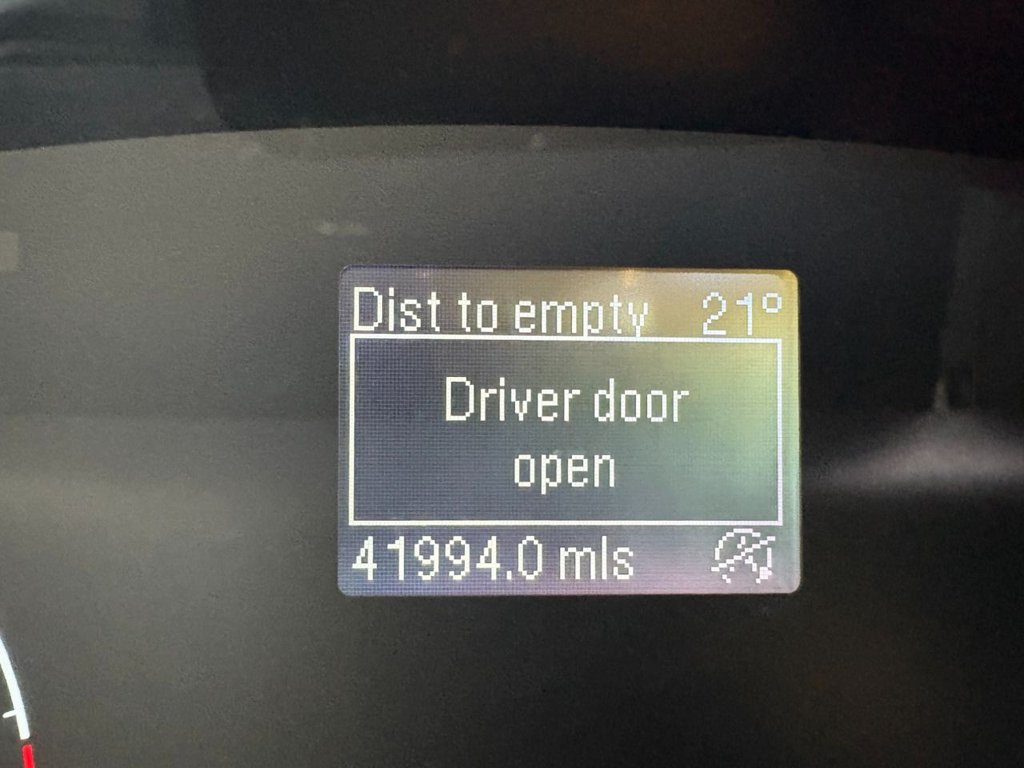 Dist to empty 21°
Driver door
open
41994.0 mls